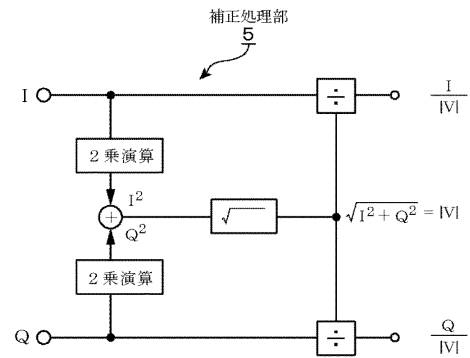 補正処理部
5
I
÷
I/|V|
2乗演算
I²
+
√
√I²+Q² = |V|
Q²
2乗演算
Q
÷
Q/|V|